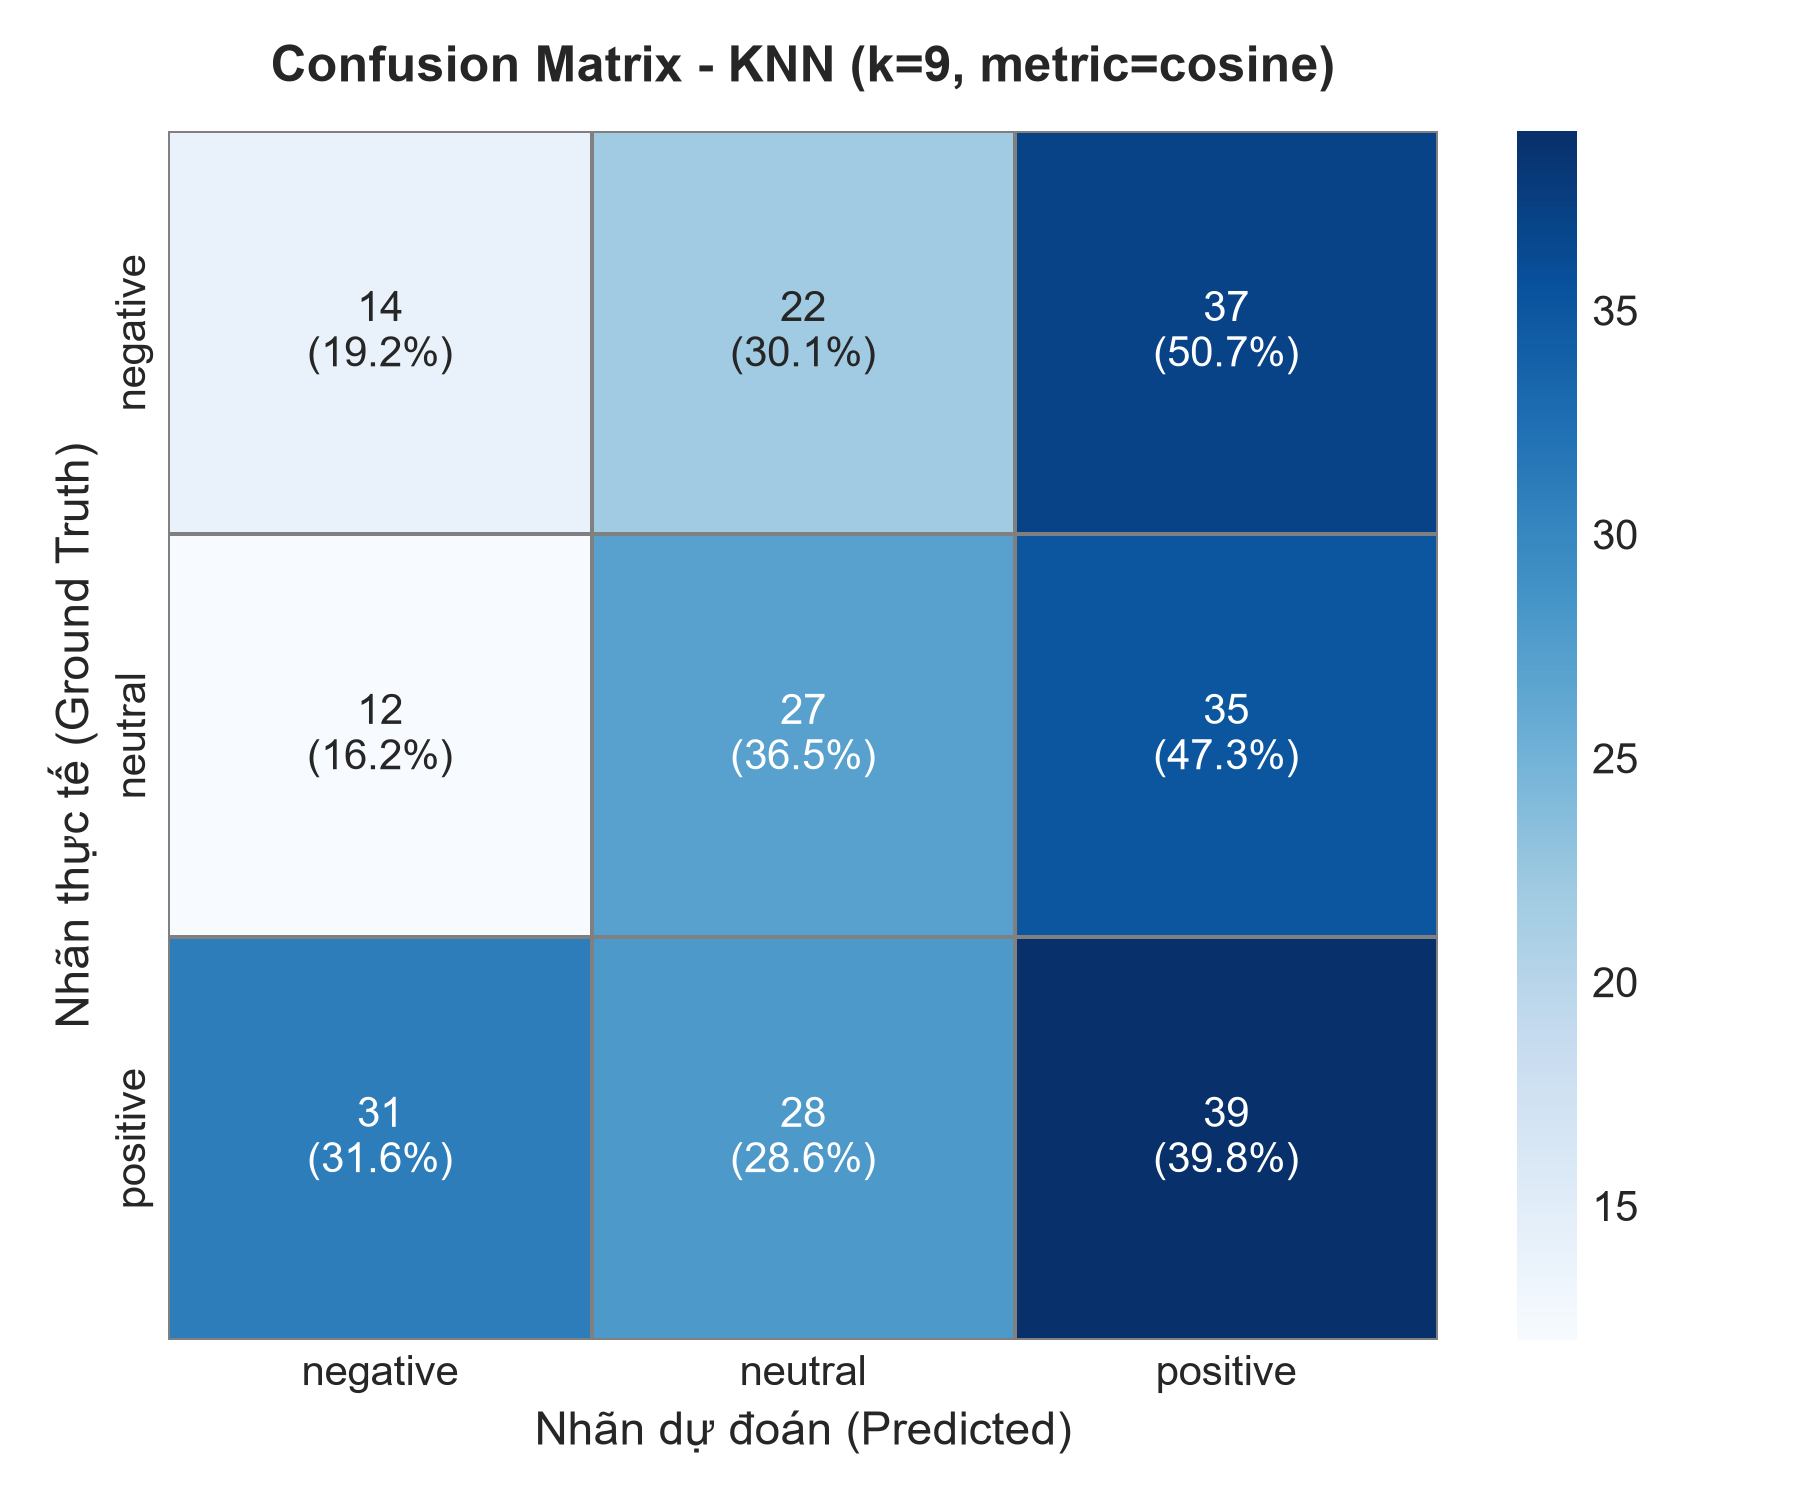 Confusion Matrix - KNN (k=9, metric=cosine)
Nhãn thực tế (Ground Truth)
negative
14
(19.2%)
22
(30.1%)
37
(50.7%)
neutral
12
(16.2%)
27
(36.5%)
35
(47.3%)
positive
31
(31.6%)
28
(28.6%)
39
(39.8%)
negative
neutral
positive
Nhãn dự đoán (Predicted)
35
30
25
20
15